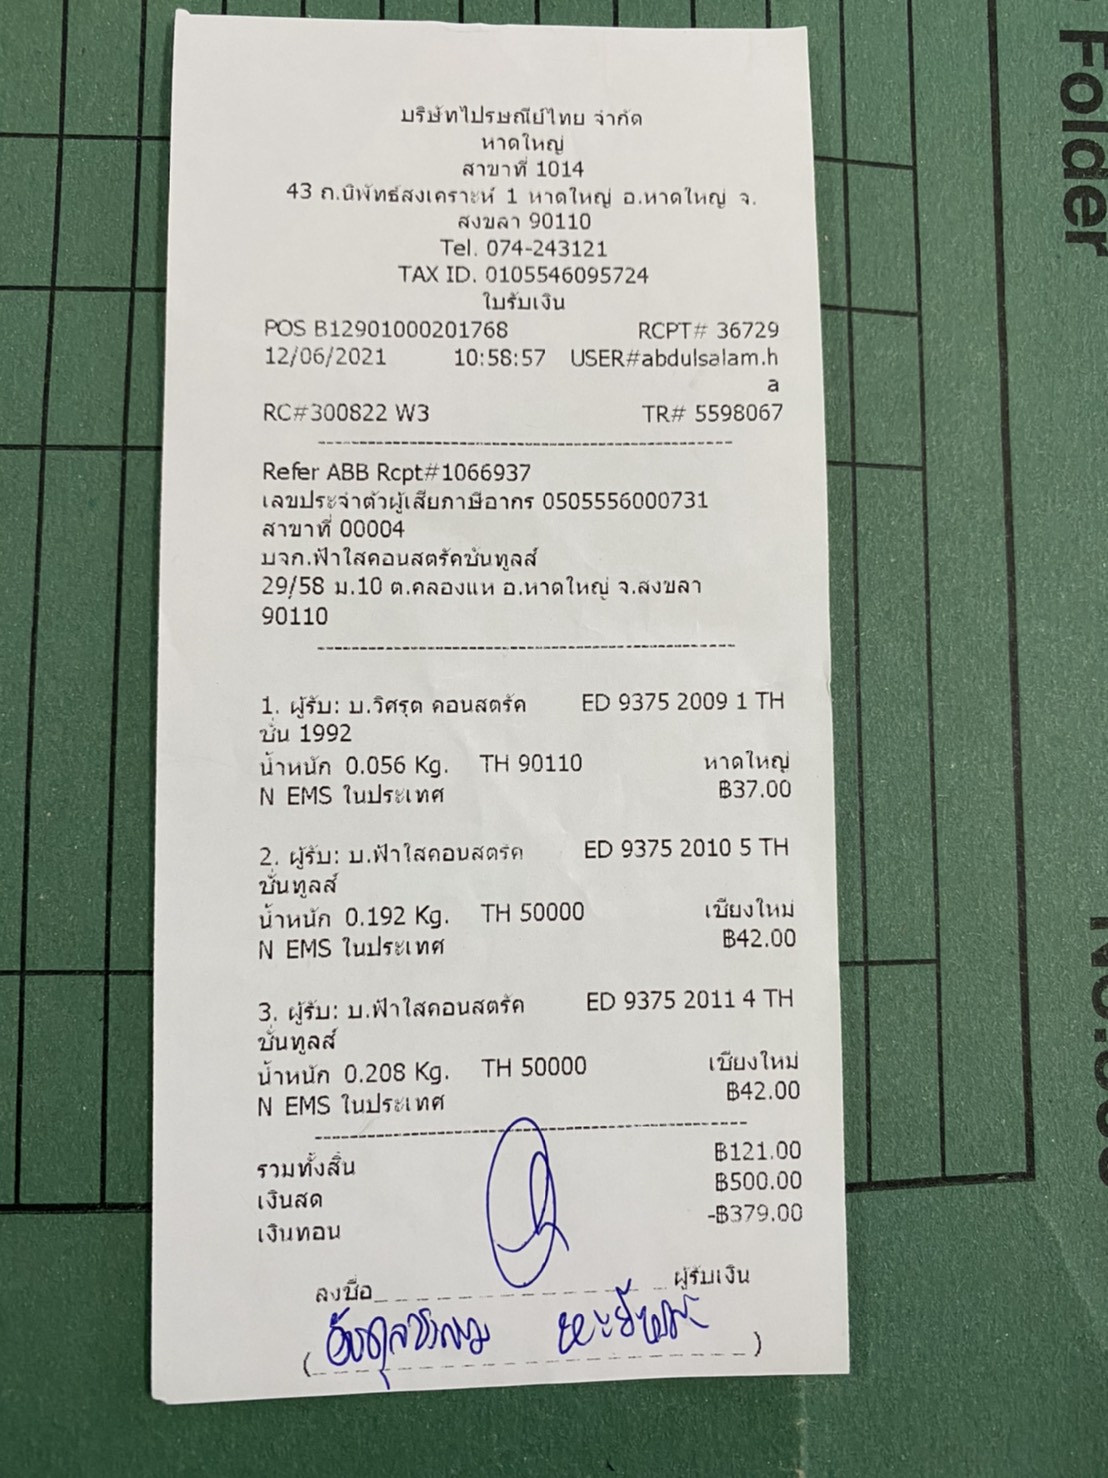 บริษัทไปรษณีย์ไทย จำกัด
หาดใหญ่
สาขาที่ 1014
43 ถ.นิพัทธ์สงเคราะห์ 1 หาดใหญ่ อ.หาดใหญ่ จ.
สงขลา 90110
Tel. 074-243121
TAX ID. 0105546095724
ใบรับเงิน
POS B12901000201768 RCPT# 36729
12/06/2021 10:58:57 USER#abdulsalam.h
a
RC#300822 W3 TR# 5598067
Refer ABB Rcpt#1066937
เลขประจำตัวผู้เสียภาษีอากร 0505556000731
สาขาที่ 00004
บจก.ฟ้าใสคอนสตรัคชั่นทูลส์
29/58 ม.10 ต.คลองแห อ.หาดใหญ่ จ.สงขลา
90110
1. ผู้รับ: บ.วิศรุต คอนสตรัค ED 9375 2009 1 TH
ชั่น 1992
น้ำหนัก 0.056 Kg. TH 90110 หาดใหญ่
N EMS ในประเทศ ฿37.00
2. ผู้รับ: บ.ฟ้าใสคอนสตรัค ED 9375 2010 5 TH
ชั่นทูลส์
น้ำหนัก 0.192 Kg. TH 50000 เชียงใหม่
N EMS ในประเทศ ฿42.00
3. ผู้รับ: บ.ฟ้าใสคอนสตรัค ED 9375 2011 4 TH
ชั่นทูลส์
น้ำหนัก 0.208 Kg. TH 50000 เชียงใหม่
N EMS ในประเทศ ฿42.00
รวมทั้งสิ้น ฿121.00
เงินสด ฿500.00
เงินทอน -฿379.00
ลงชื่อ ผู้รับเงิน
อับดุลซาลาม
Folder